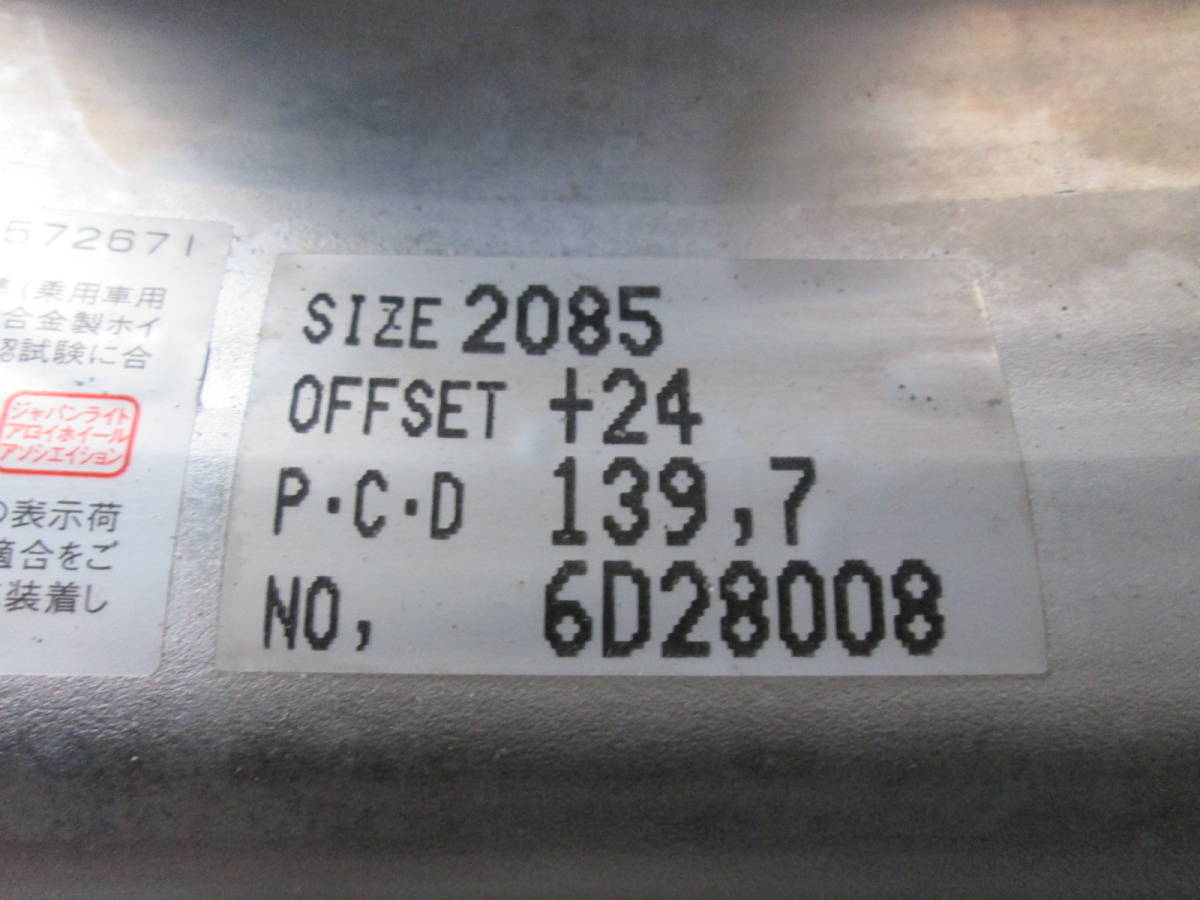 572671
(乗用車用
合金製ホイ
認試験に合
ジャパンライト
アロイホイール
アソシエイション
の表示荷
適合をご
装着し
SIZE 2085
OFFSET +24
P・C・D 139,7
NO, 6D28008